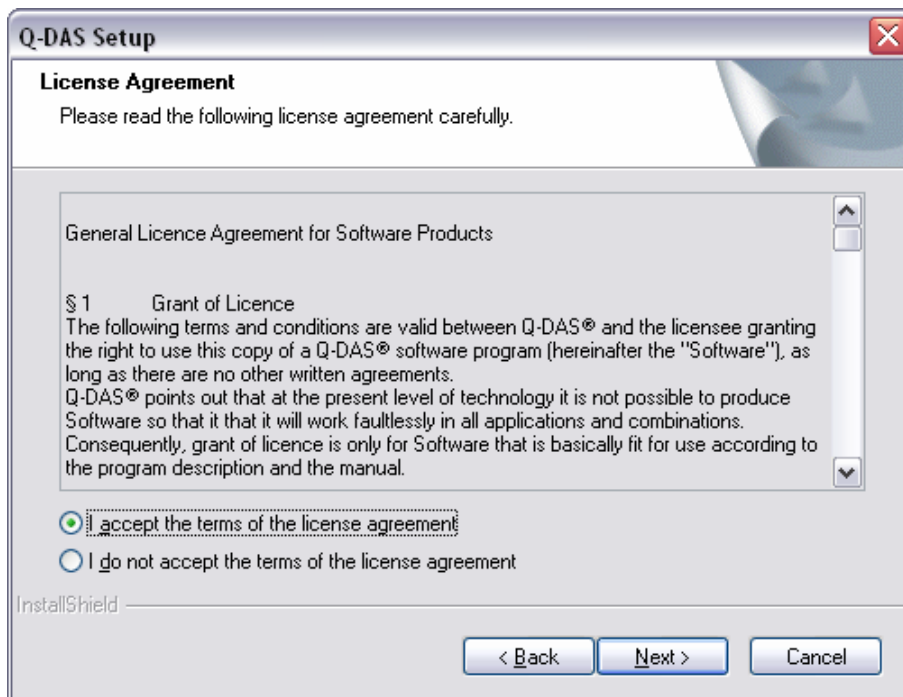 Q-DAS Setup
License Agreement
Please read the following license agreement carefully.
General Licence Agreement for Software Products
§ 1 Grant of Licence
The following terms and conditions are valid between Q-DAS® and the licensee granting
the right to use this copy of a Q-DAS® software program (hereinafter the "Software"), as
long as there are no other written agreements.
Q-DAS® points out that at the present level of technology it is not possible to produce
Software so that it that it will work faultlessly in all applications and combinations.
Consequently, grant of licence is only for Software that is basically fit for use according to
the program description and the manual.
I accept the terms of the license agreement
I do not accept the terms of the license agreement
InstallShield
< Back Next > Cancel